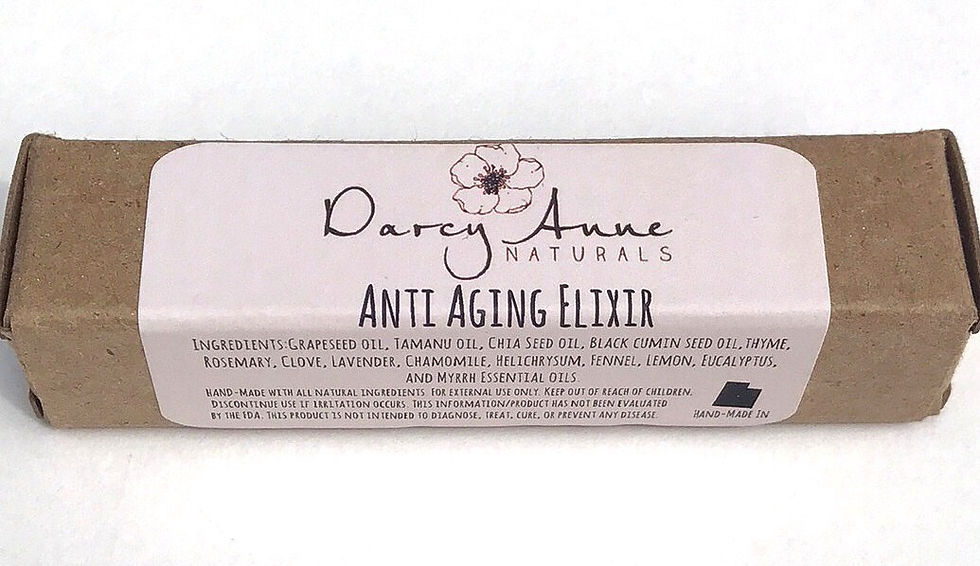 Darcy Anne
NATURALS
ANTI AGING ELIXIR
INGREDIENTS:GRAPESEED OIL, TAMANU OIL, CHIA SEED OIL, BLACK CUMIN SEED OIL, THYME,
ROSEMARY, CLOVE, LAVENDER, CHAMOMILE, HELICHRYSUM, FENNEL, LEMON, EUCALYPTUS,
AND MYRRH ESSENTIAL OILS.
HAND-MADE WITH ALL NATURAL INGREDIENTS. FOR EXTERNAL USE ONLY. KEEP OUT OF REACH OF CHILDREN.
DISCONTINUE USE IF IRRITATION OCCURS. THIS INFORMATION/PRODUCT HAS NOT BEEN EVALUATED
BY THE FDA. THIS PRODUCT IS NOT INTENDED TO DIAGNOSE, TREAT, CURE, OR PREVENT ANY DISEASE.
HAND-MADE IN